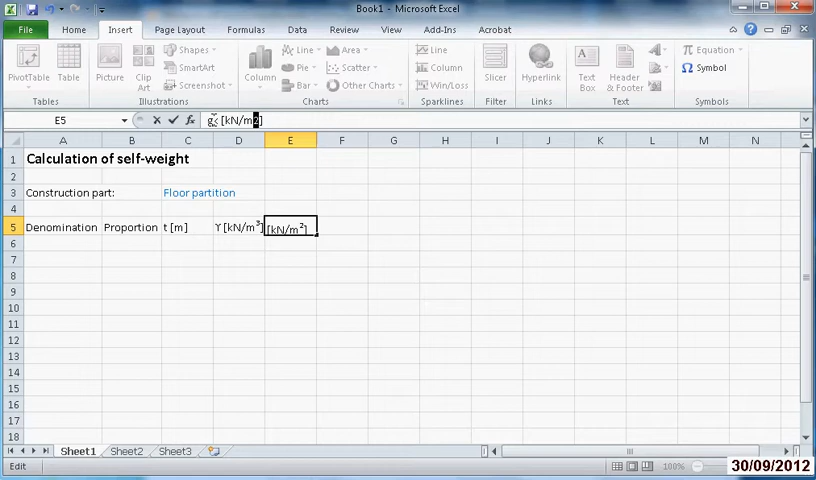 Book1 - Microsoft Excel
File Home Insert Page Layout Formulas Data Review View Add-Ins Acrobat
PivotTable Table Picture Clip Art Shapes SmartArt Screenshot Column Line Pie Bar Area Scatter Other Charts Line Column Win/Loss Slicer Hyperlink Text Box Header & Footer Equation Symbol
Tables Illustrations Charts Sparklines Filter Links Text Symbols
E5 fx [kN/m2]
A B C D E F G H I J K L M N
1 Calculation of self-weight
2
3 Construction part: Floor partition
4
5 Denomination Proportion t [m] ϒ [kN/m³] [kN/m²]
6
7
8
9
10
11
12
13
14
15
16
17
18
Sheet1 Sheet2 Sheet3
Edit 100% 30/09/2012